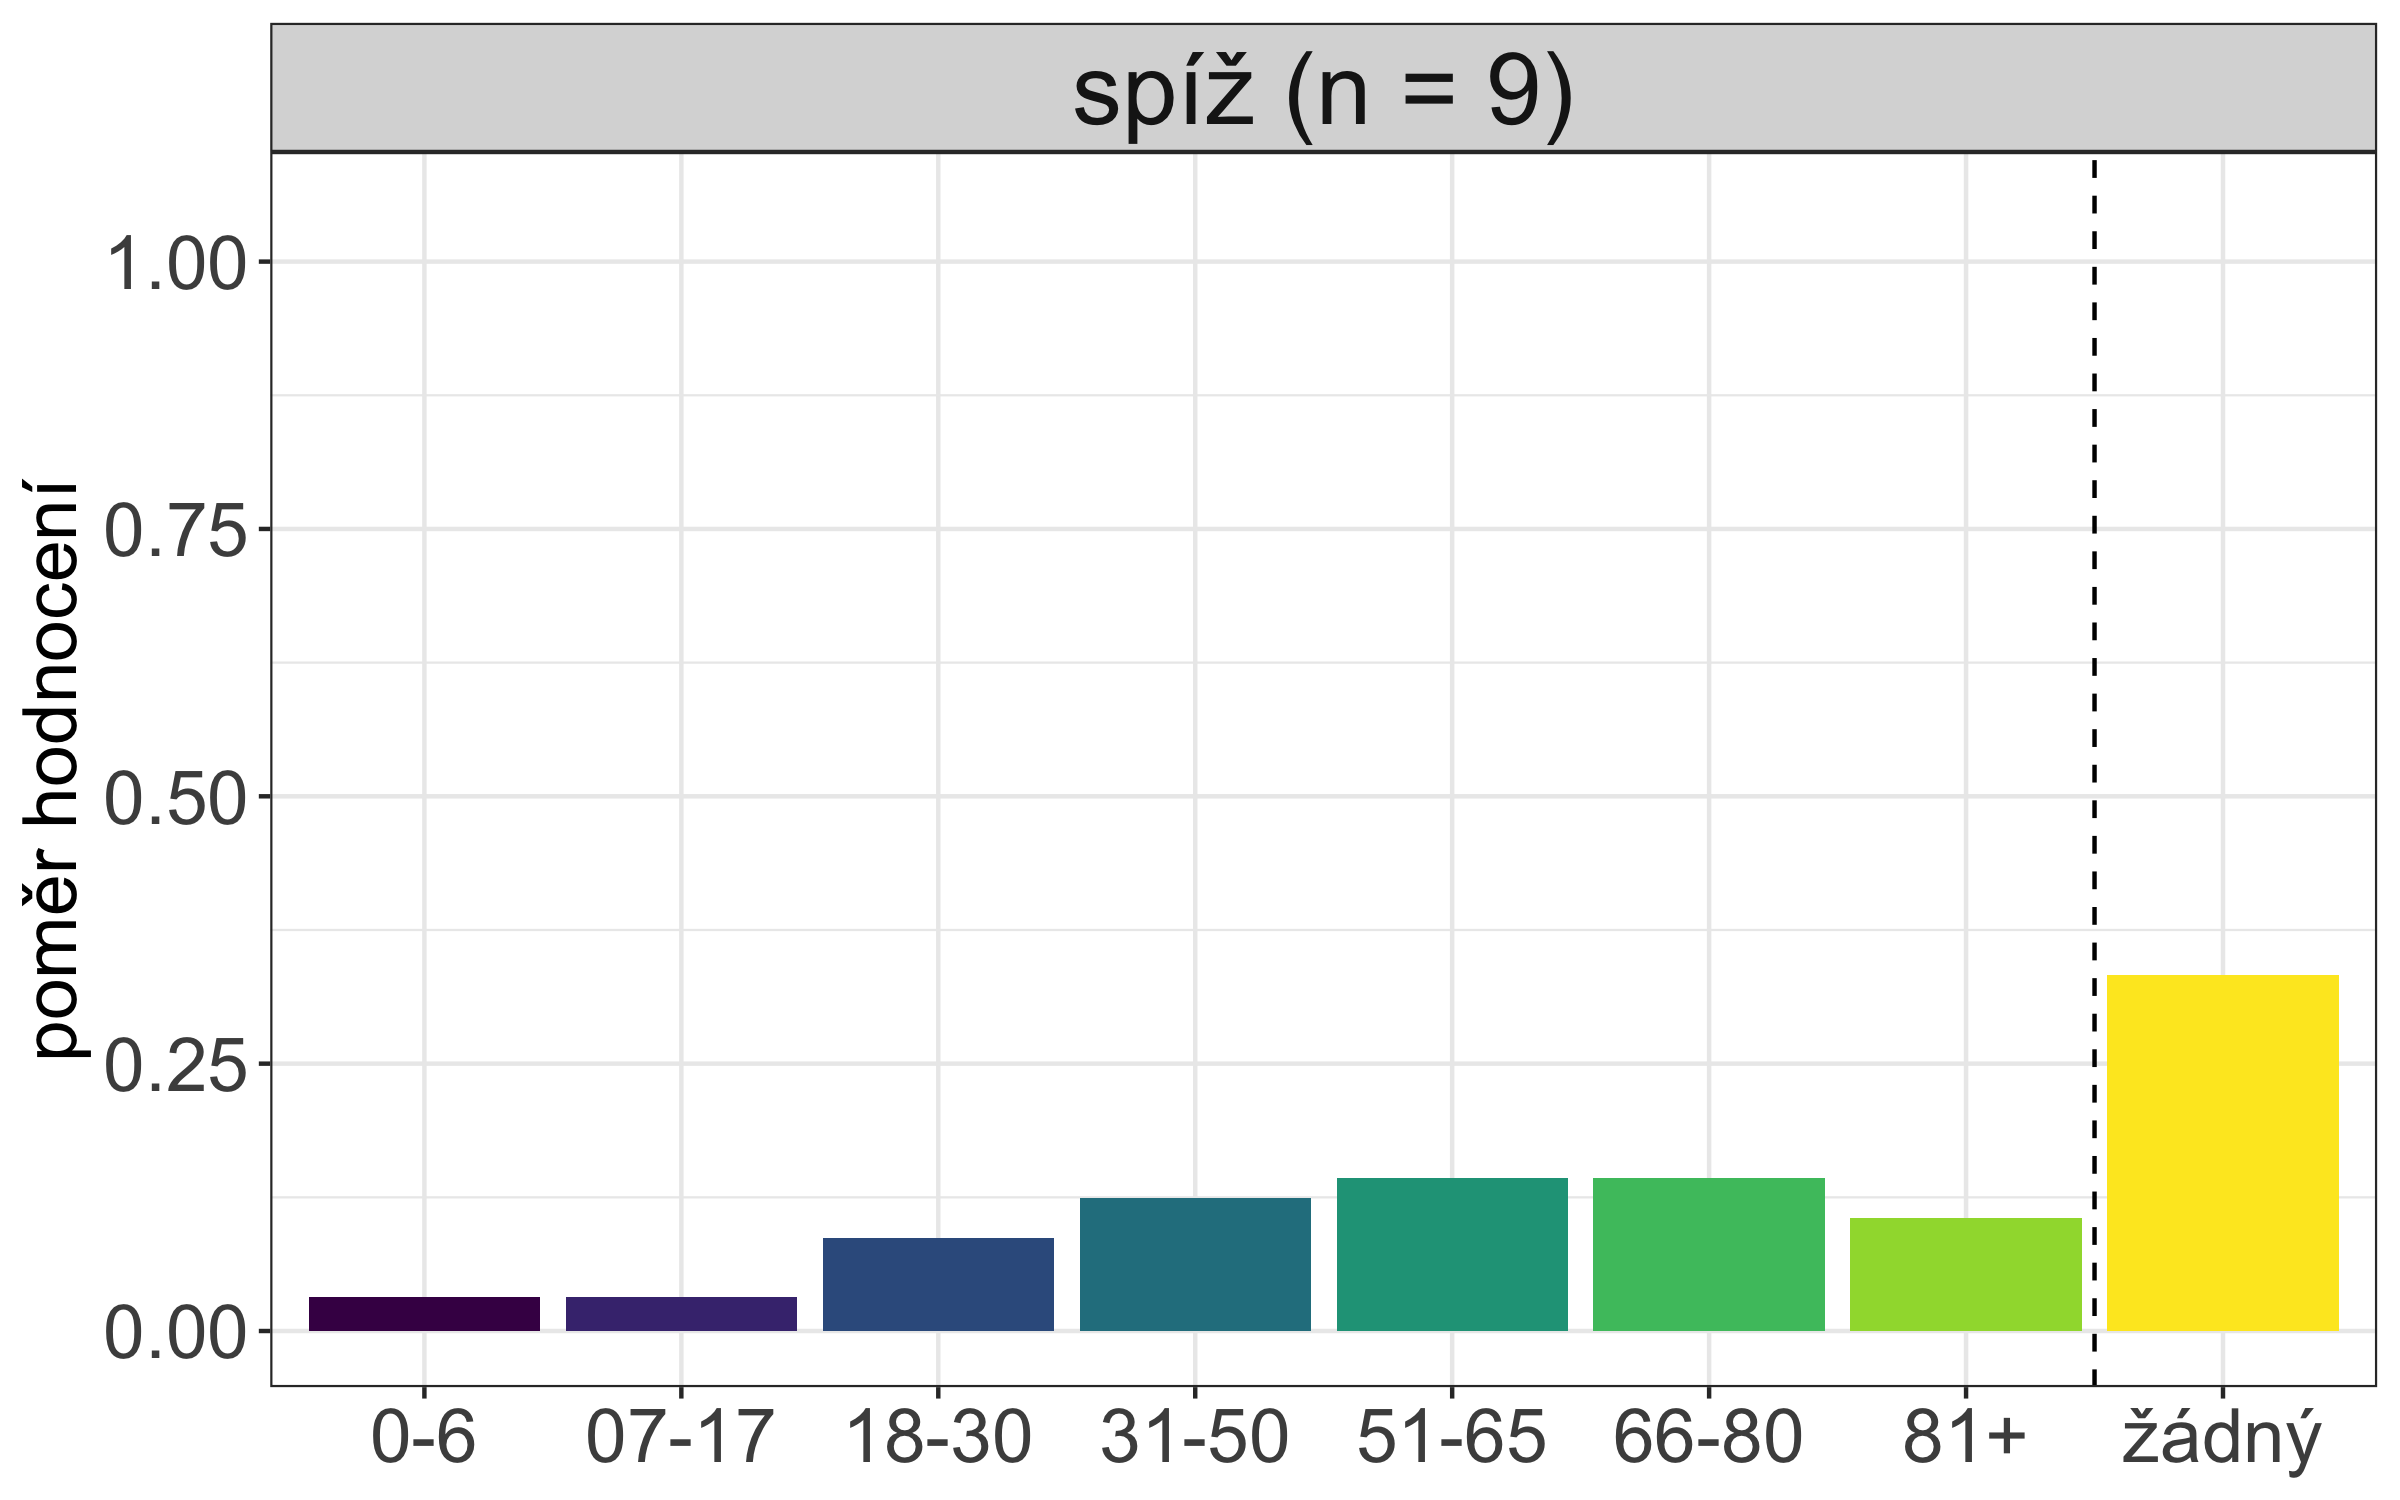 spíž (n = 9)
poměr hodnocení
1.00
0.75
0.50
0.25
0.00
0-6 07-17 18-30 31-50 51-65 66-80 81+ žádný